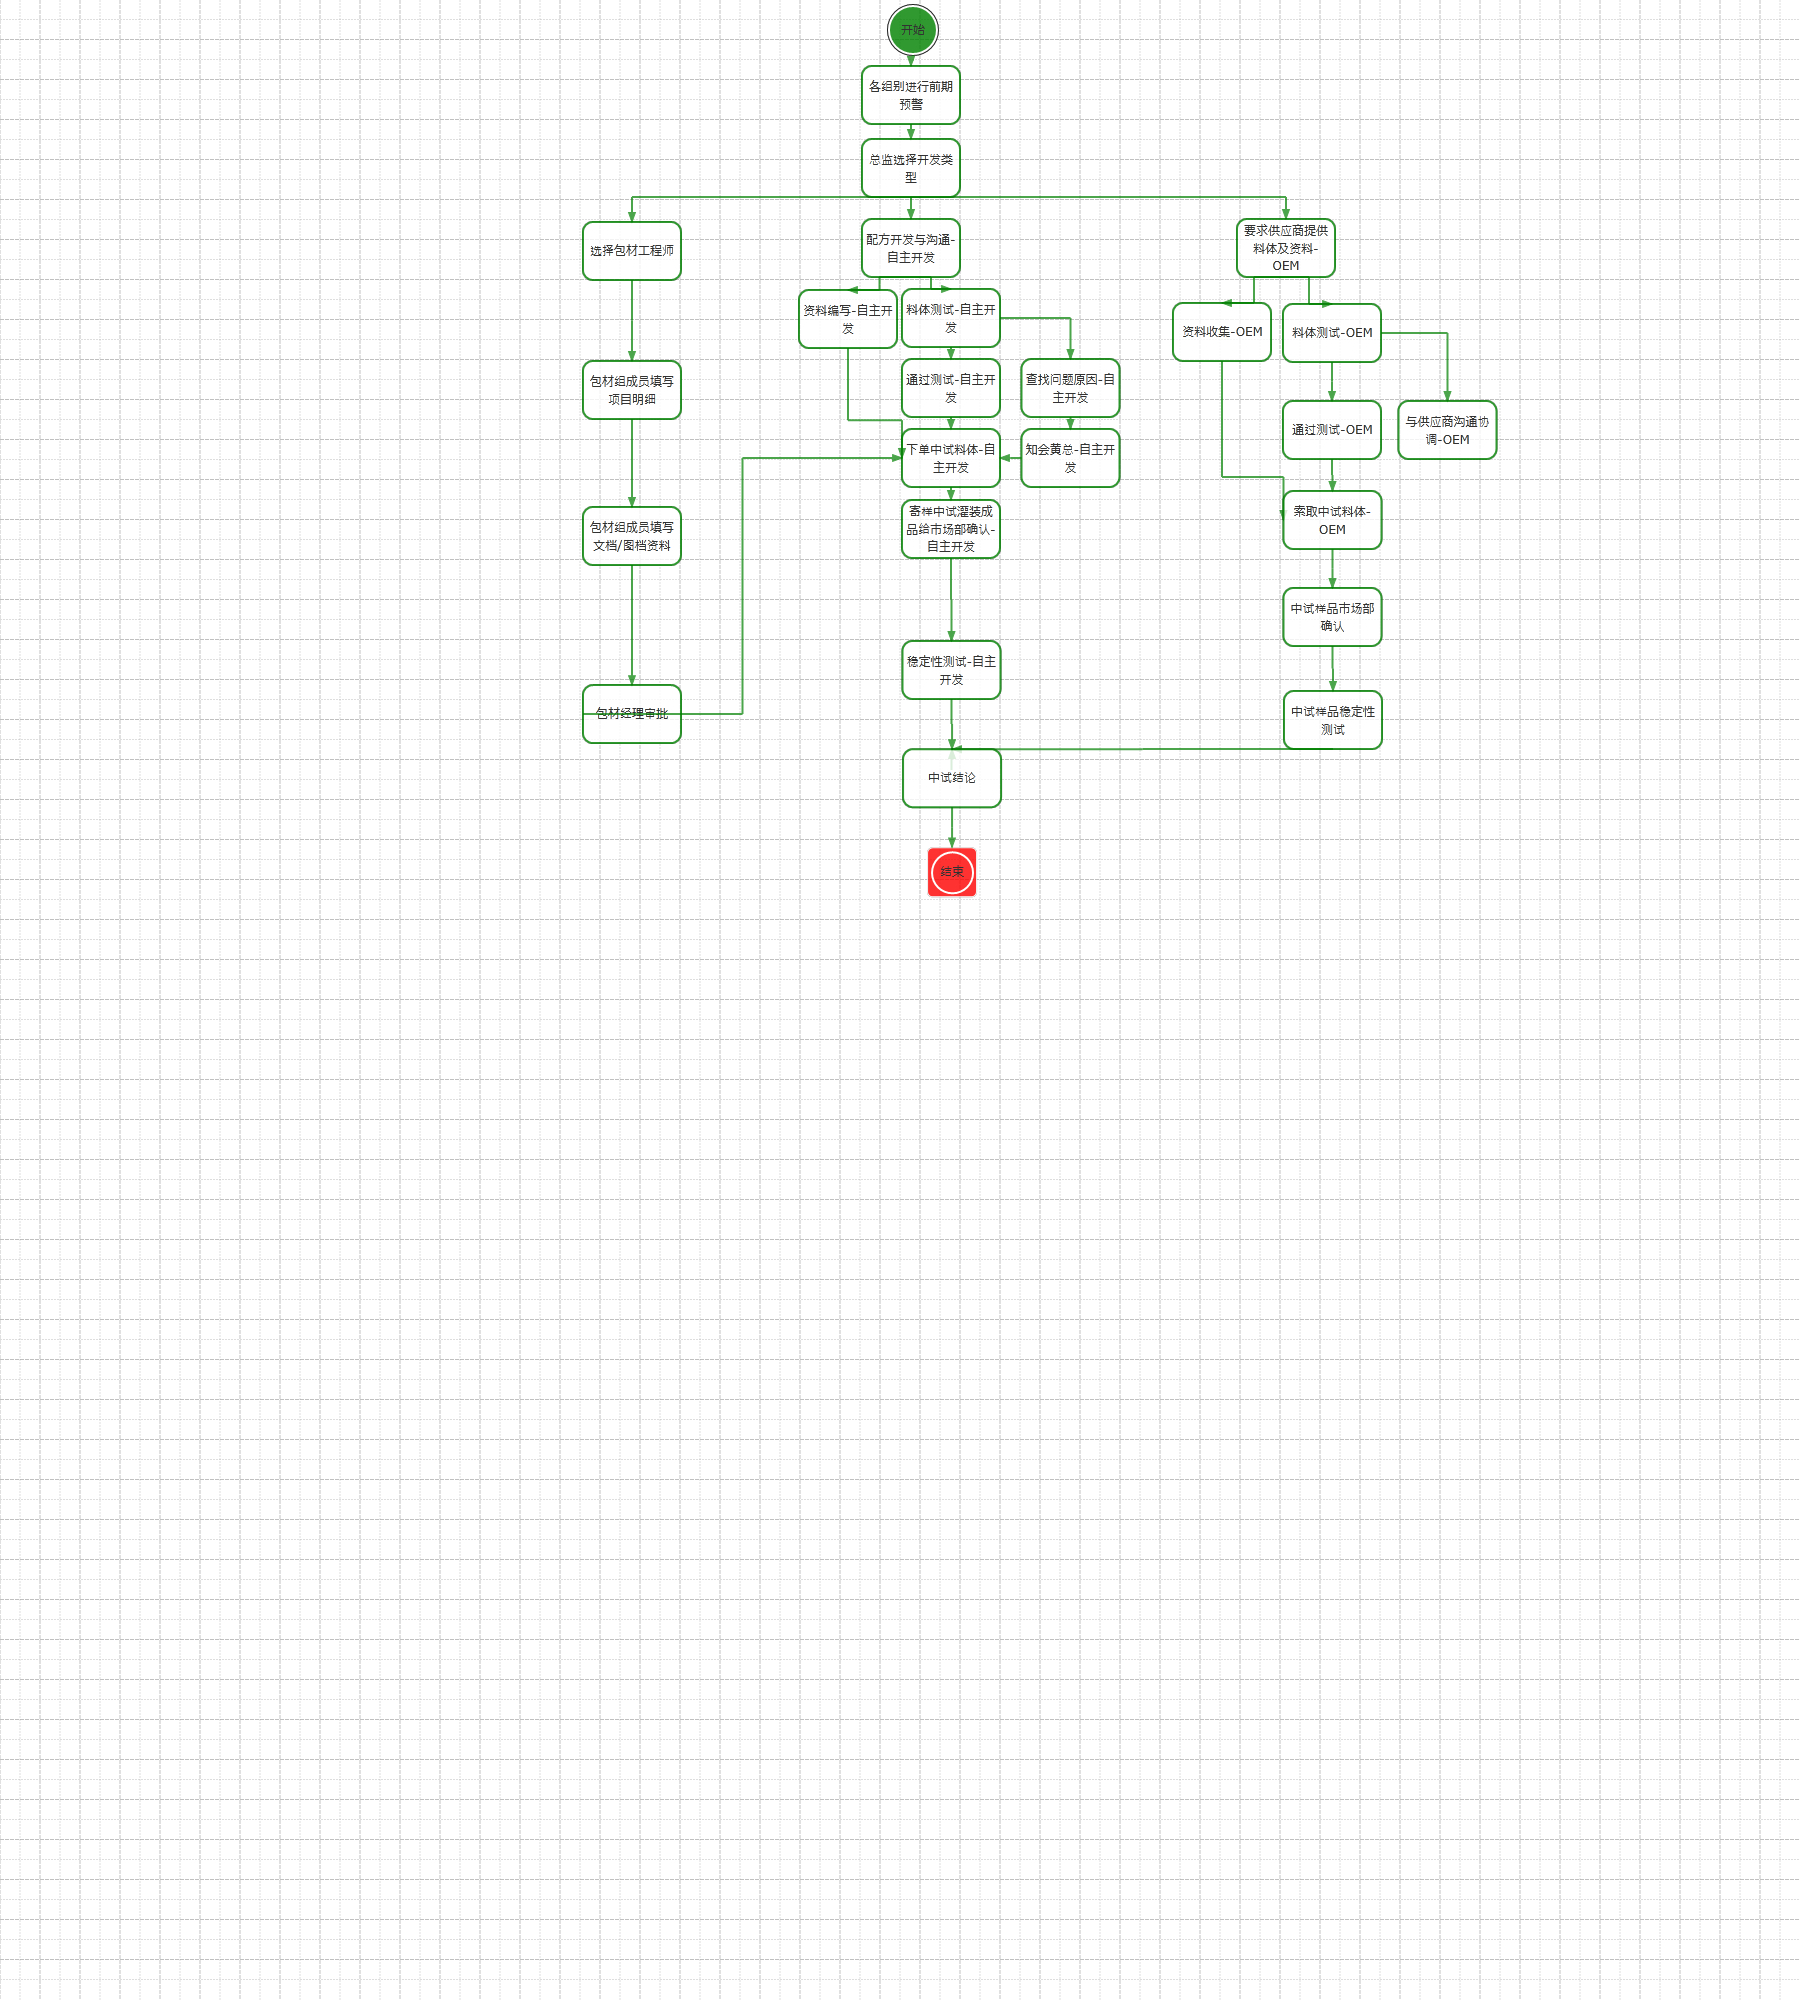 开始
各组别进行前期
预警
总监选择开发类
型
选择包材工程师
配方开发与沟通-
自主开发
要求供应商提供
料体及资料-
OEM
资料编写-自主开
发
料体测试-自主开
发
资料收集-OEM
料体测试-OEM
包材组成员填写
项目明细
通过测试-自主开
发
查找问题原因-自
主开发
通过测试-OEM
与供应商沟通协
调-OEM
下单中试料体-自
主开发
知会黄总-自主开
发
包材组成员填写
文档/图档资料
寄样中试灌装成
品给市场部确认-
自主开发
索取中试料体-
OEM
中试样品市场部
确认
稳定性测试-自主
开发
包材经理审批
中试样品稳定性
测试
中试结论
结束